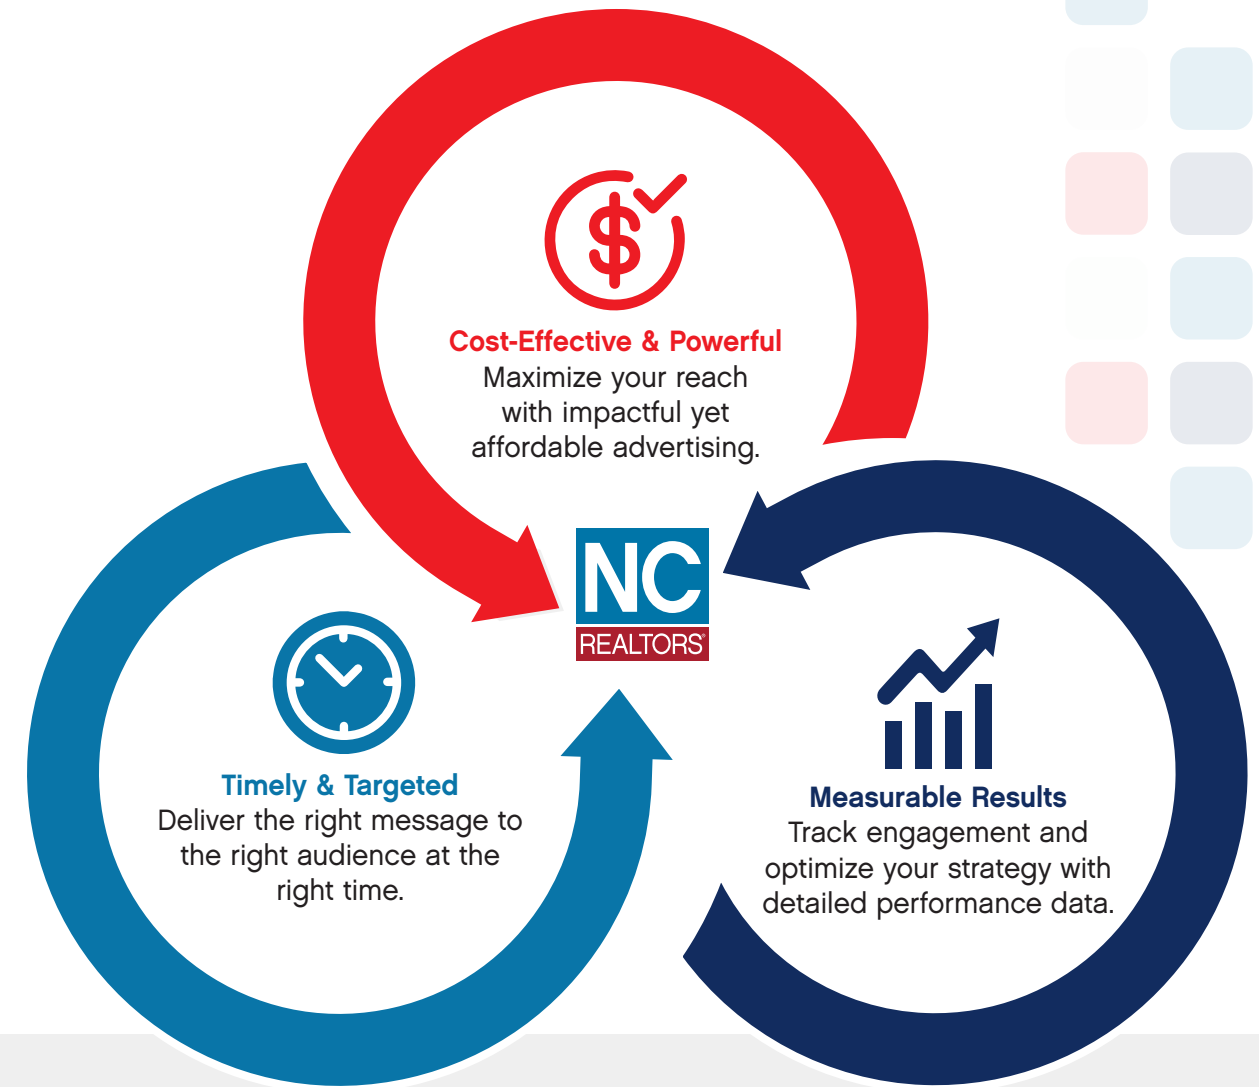 Cost-Effective & Powerful
Maximize your reach
with impactful yet
affordable advertising.
NC
REALTORS®
Timely & Targeted
Deliver the right message to
the right audience at the
right time.
Measurable Results
Track engagement and
optimize your strategy with
detailed performance data.